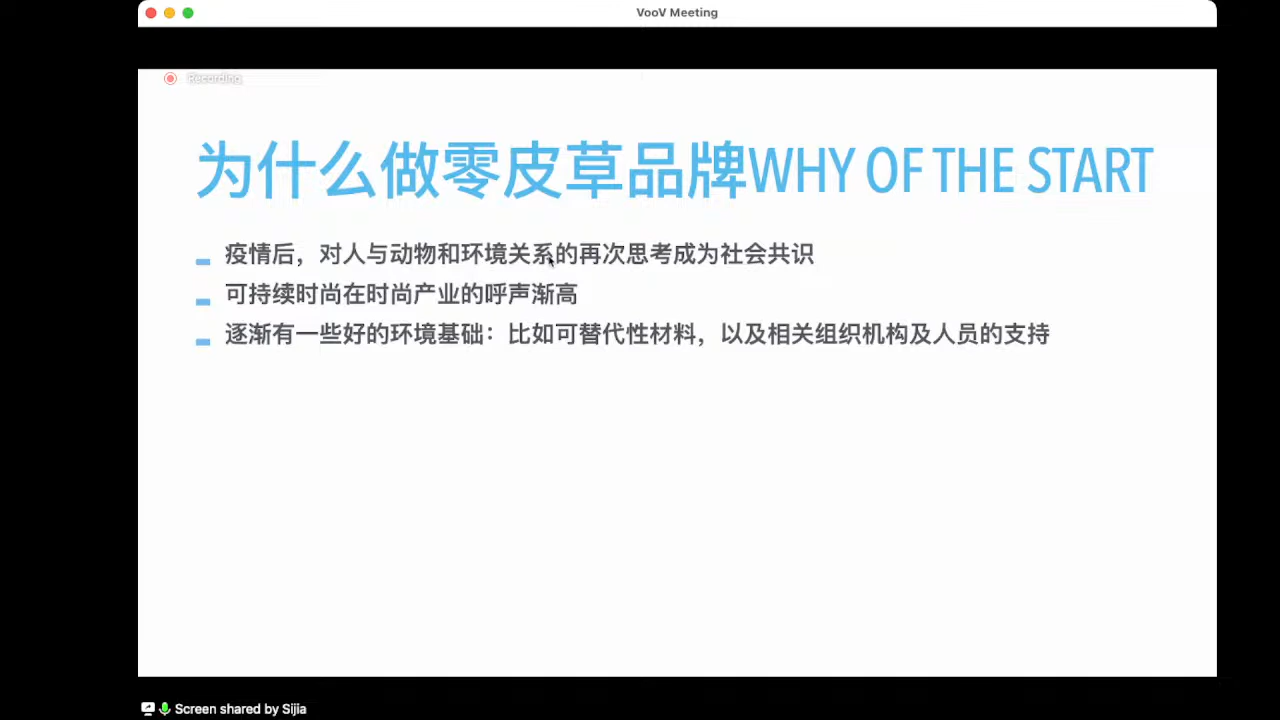 VooV Meeting
Recording
为什么做零皮草品牌WHY OF THE START
疫情后，对人与动物和环境关系的再次思考成为社会共识
可持续时尚在时尚产业的呼声渐高
逐渐有一些好的环境基础：比如可替代性材料，以及相关组织机构及人员的支持
Screen shared by Sijia